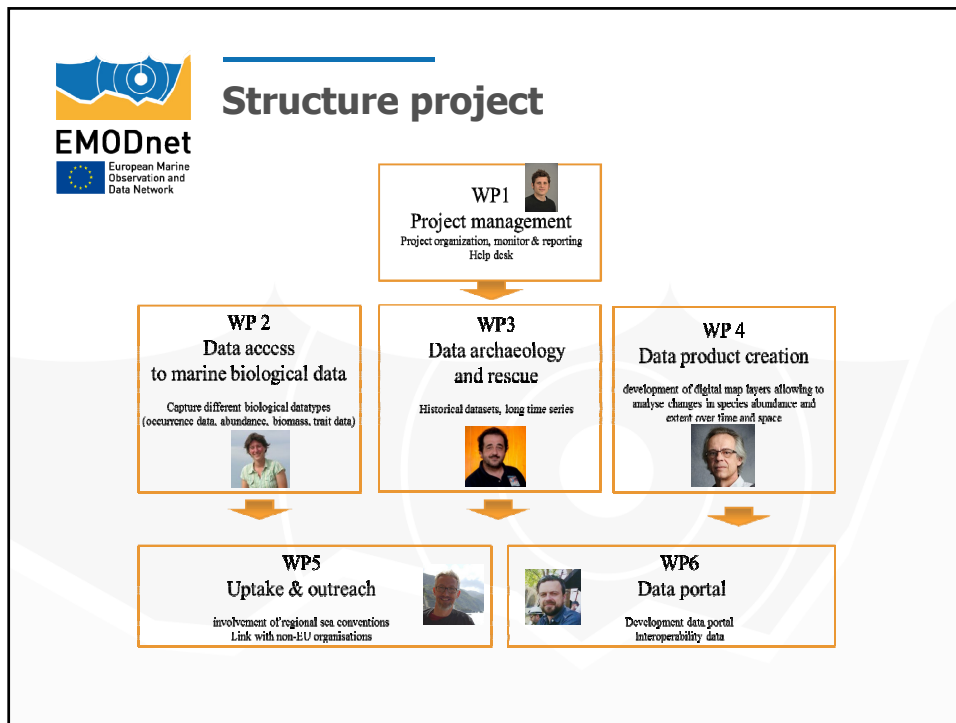 Structure project
EMODnet
European Marine
Observation and
Data Network
WP1
Project management
Project organization, monitor & reporting
Help desk
WP 2
Data access
to marine biological data
Capture different biological datatypes
(occurrence data, abundance, biomass, trait data)
WP3
Data archaeology
and rescue
Historical datasets, long time series
WP 4
Data product creation
development of digital map layers allowing to
analyse changes in species abundance and
extent over time and space
WP5
Uptake & outreach
involvement of regional sea conventions
Link with non-EU organisations
WP6
Data portal
Development data portal
Interoperability data